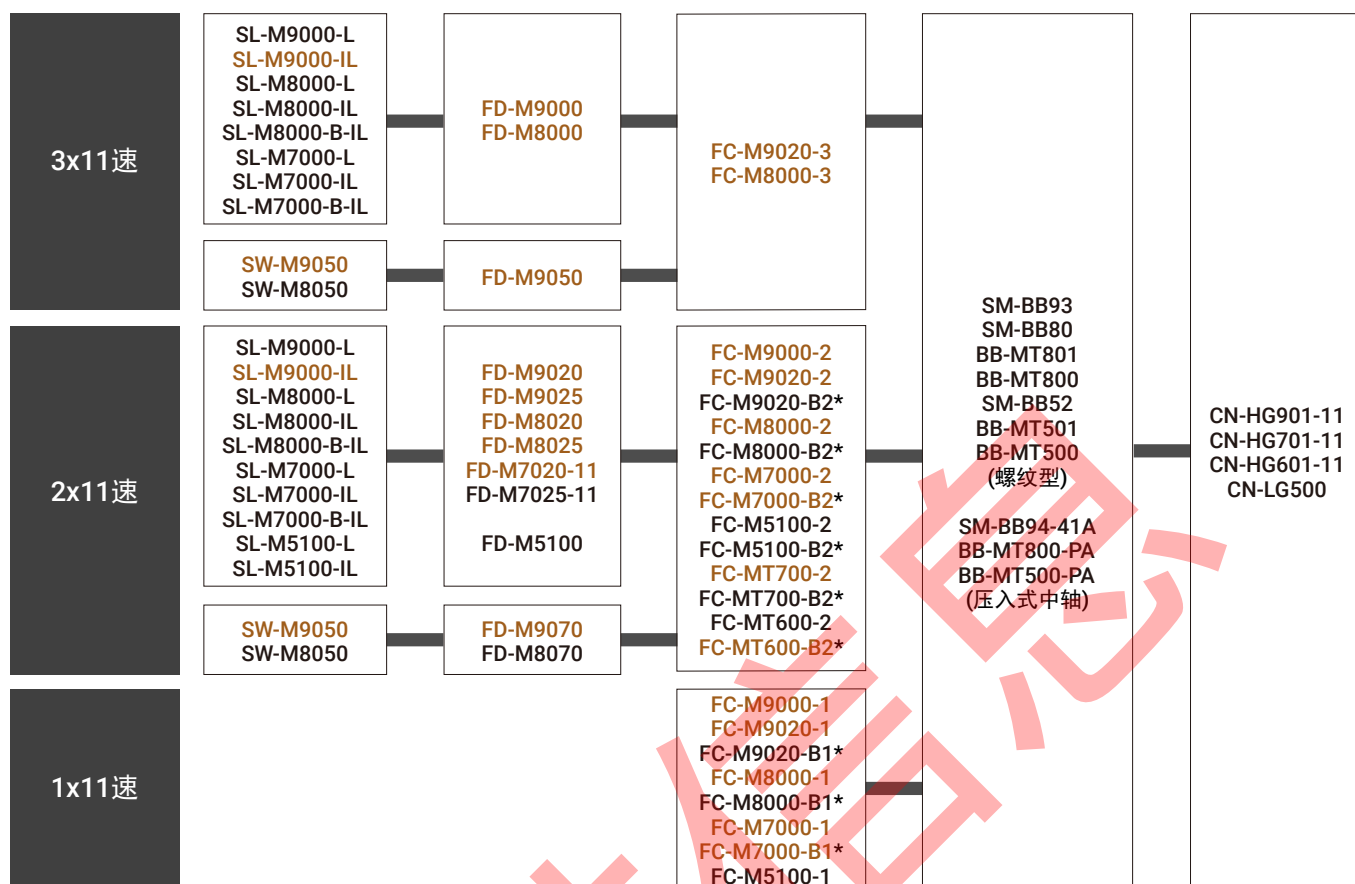 3x11速
SL-M9000-L
SL-M9000-IL
SL-M8000-L
SL-M8000-IL
SL-M8000-B-IL
SL-M7000-L
SL-M7000-IL
SL-M7000-B-IL
FD-M9000
FD-M8000
SW-M9050
SW-M8050
FD-M9050
FC-M9020-3
FC-M8000-3
2x11速
SL-M9000-L
SL-M9000-IL
SL-M8000-L
SL-M8000-IL
SL-M8000-B-IL
SL-M7000-L
SL-M7000-IL
SL-M7000-B-IL
SL-M5100-L
SL-M5100-IL
FD-M9020
FD-M9025
FD-M8020
FD-M8025
FD-M7020-11
FD-M7025-11
FD-M5100
SW-M9050
SW-M8050
FD-M9070
FD-M8070
FC-M9000-2
FC-M9020-2
FC-M9020-B2*
FC-M8000-2
FC-M8000-B2*
FC-M7000-2
FC-M7000-B2*
FC-M5100-2
FC-M5100-B2*
FC-MT700-2
FC-MT700-B2*
FC-MT600-2
FC-MT600-B2*
1x11速
FC-M9000-1
FC-M9020-1
FC-M9020-B1*
FC-M8000-1
FC-M8000-B1*
FC-M7000-1
FC-M7000-B1*
FC-M5100-1
SM-BB93
SM-BB80
BB-MT801
BB-MT800
SM-BB52
BB-MT501
BB-MT500
(螺纹型)
SM-BB94-41A
BB-MT800-PA
BB-MT500-PA
(压入式中轴)
CN-HG901-11
CN-HG701-11
CN-HG601-11
CN-LG500
信息